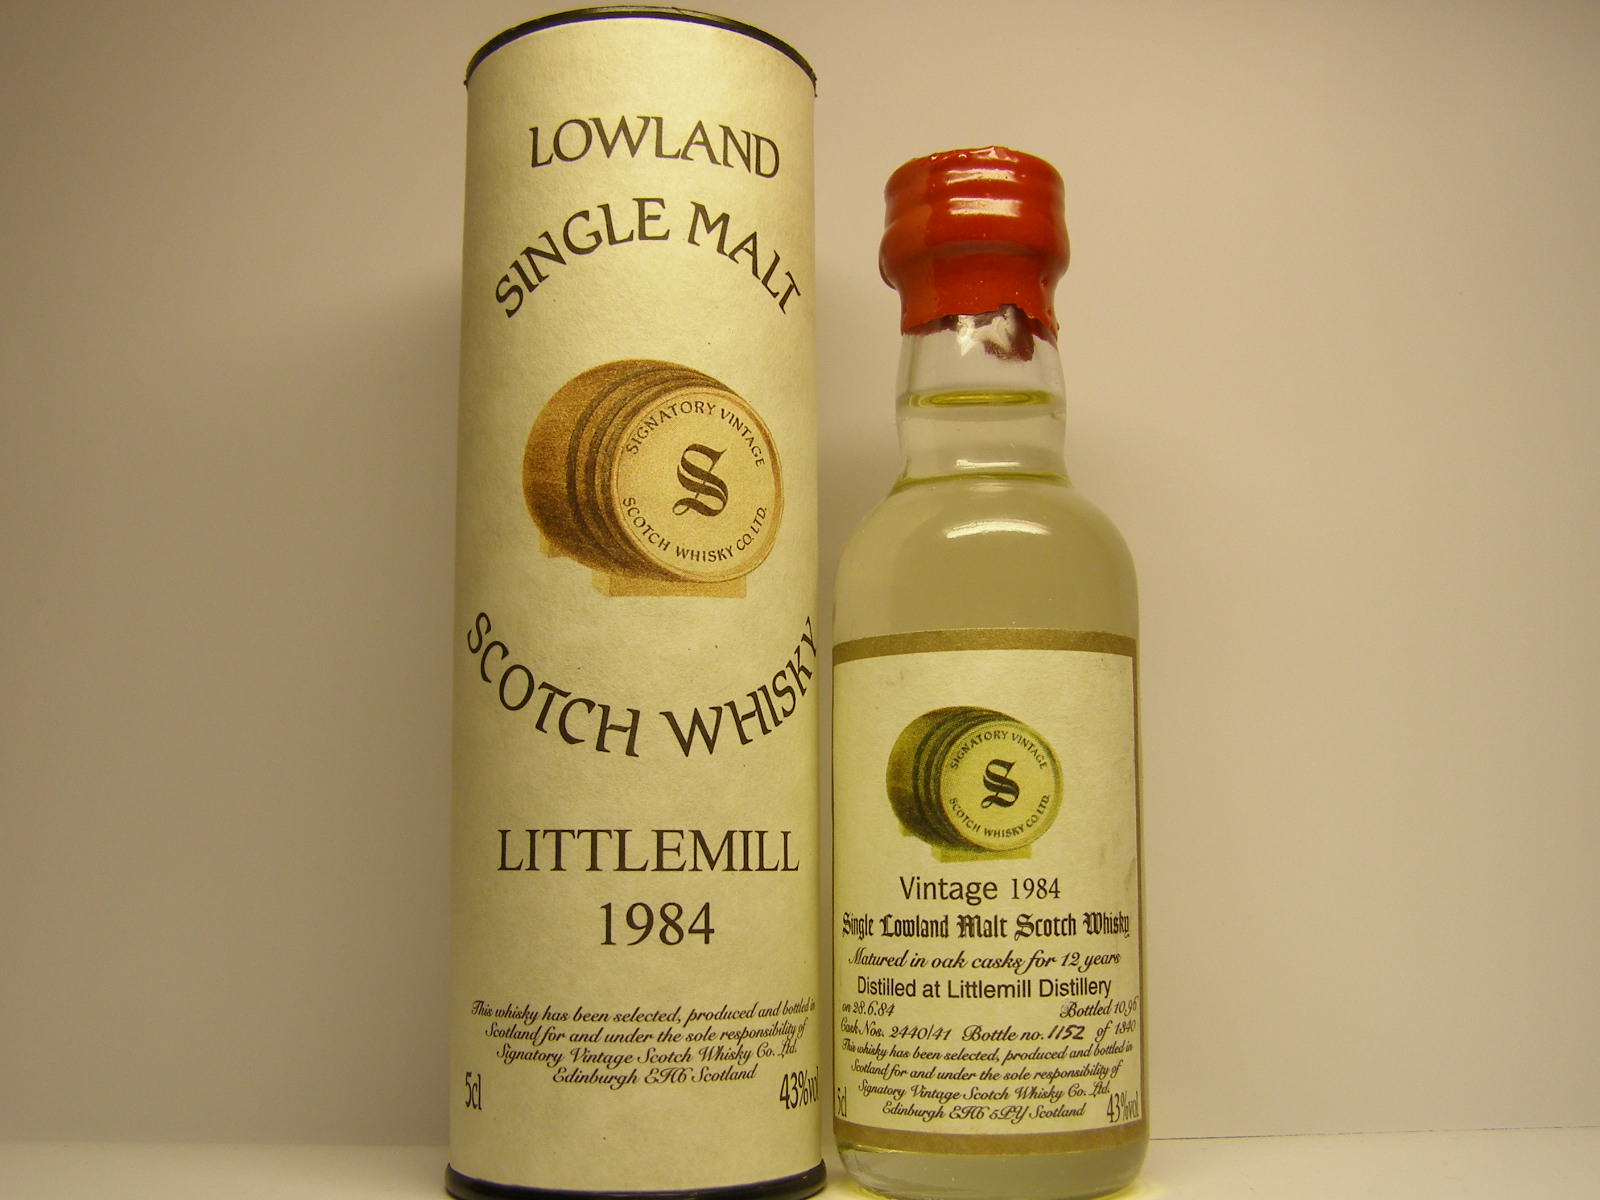 LOWLAND
SINGLE MALT
SIGNATORY VINTAGE
S
SCOTCH WHISKY CO. LTD.
SCOTCH WHISKY
LITTLEMILL
1984
This whisky has been selected, produced and bottled in
Scotland for and under the sole responsibility of
Signatory Vintage Scotch Whisky Co. Ltd.
Edinburgh EH6 Scotland
5cl
43%vol
SIGNATORY VINTAGE
S
SCOTCH WHISKY CO. LTD.
Vintage 1984
Single Lowland Malt Scotch Whisky
Matured in oak casks for 12 years
Distilled at Littlemill Distillery
on 28.6.84 Bottled 10.96
Cask Nos. 2440/41 Bottle no. 1152 of 1340
This whisky has been selected, produced and bottled in
Scotland for and under the sole responsibility of
Signatory Vintage Scotch Whisky Co. Ltd.
Edinburgh EH6 5PY Scotland
5cl
43%vol